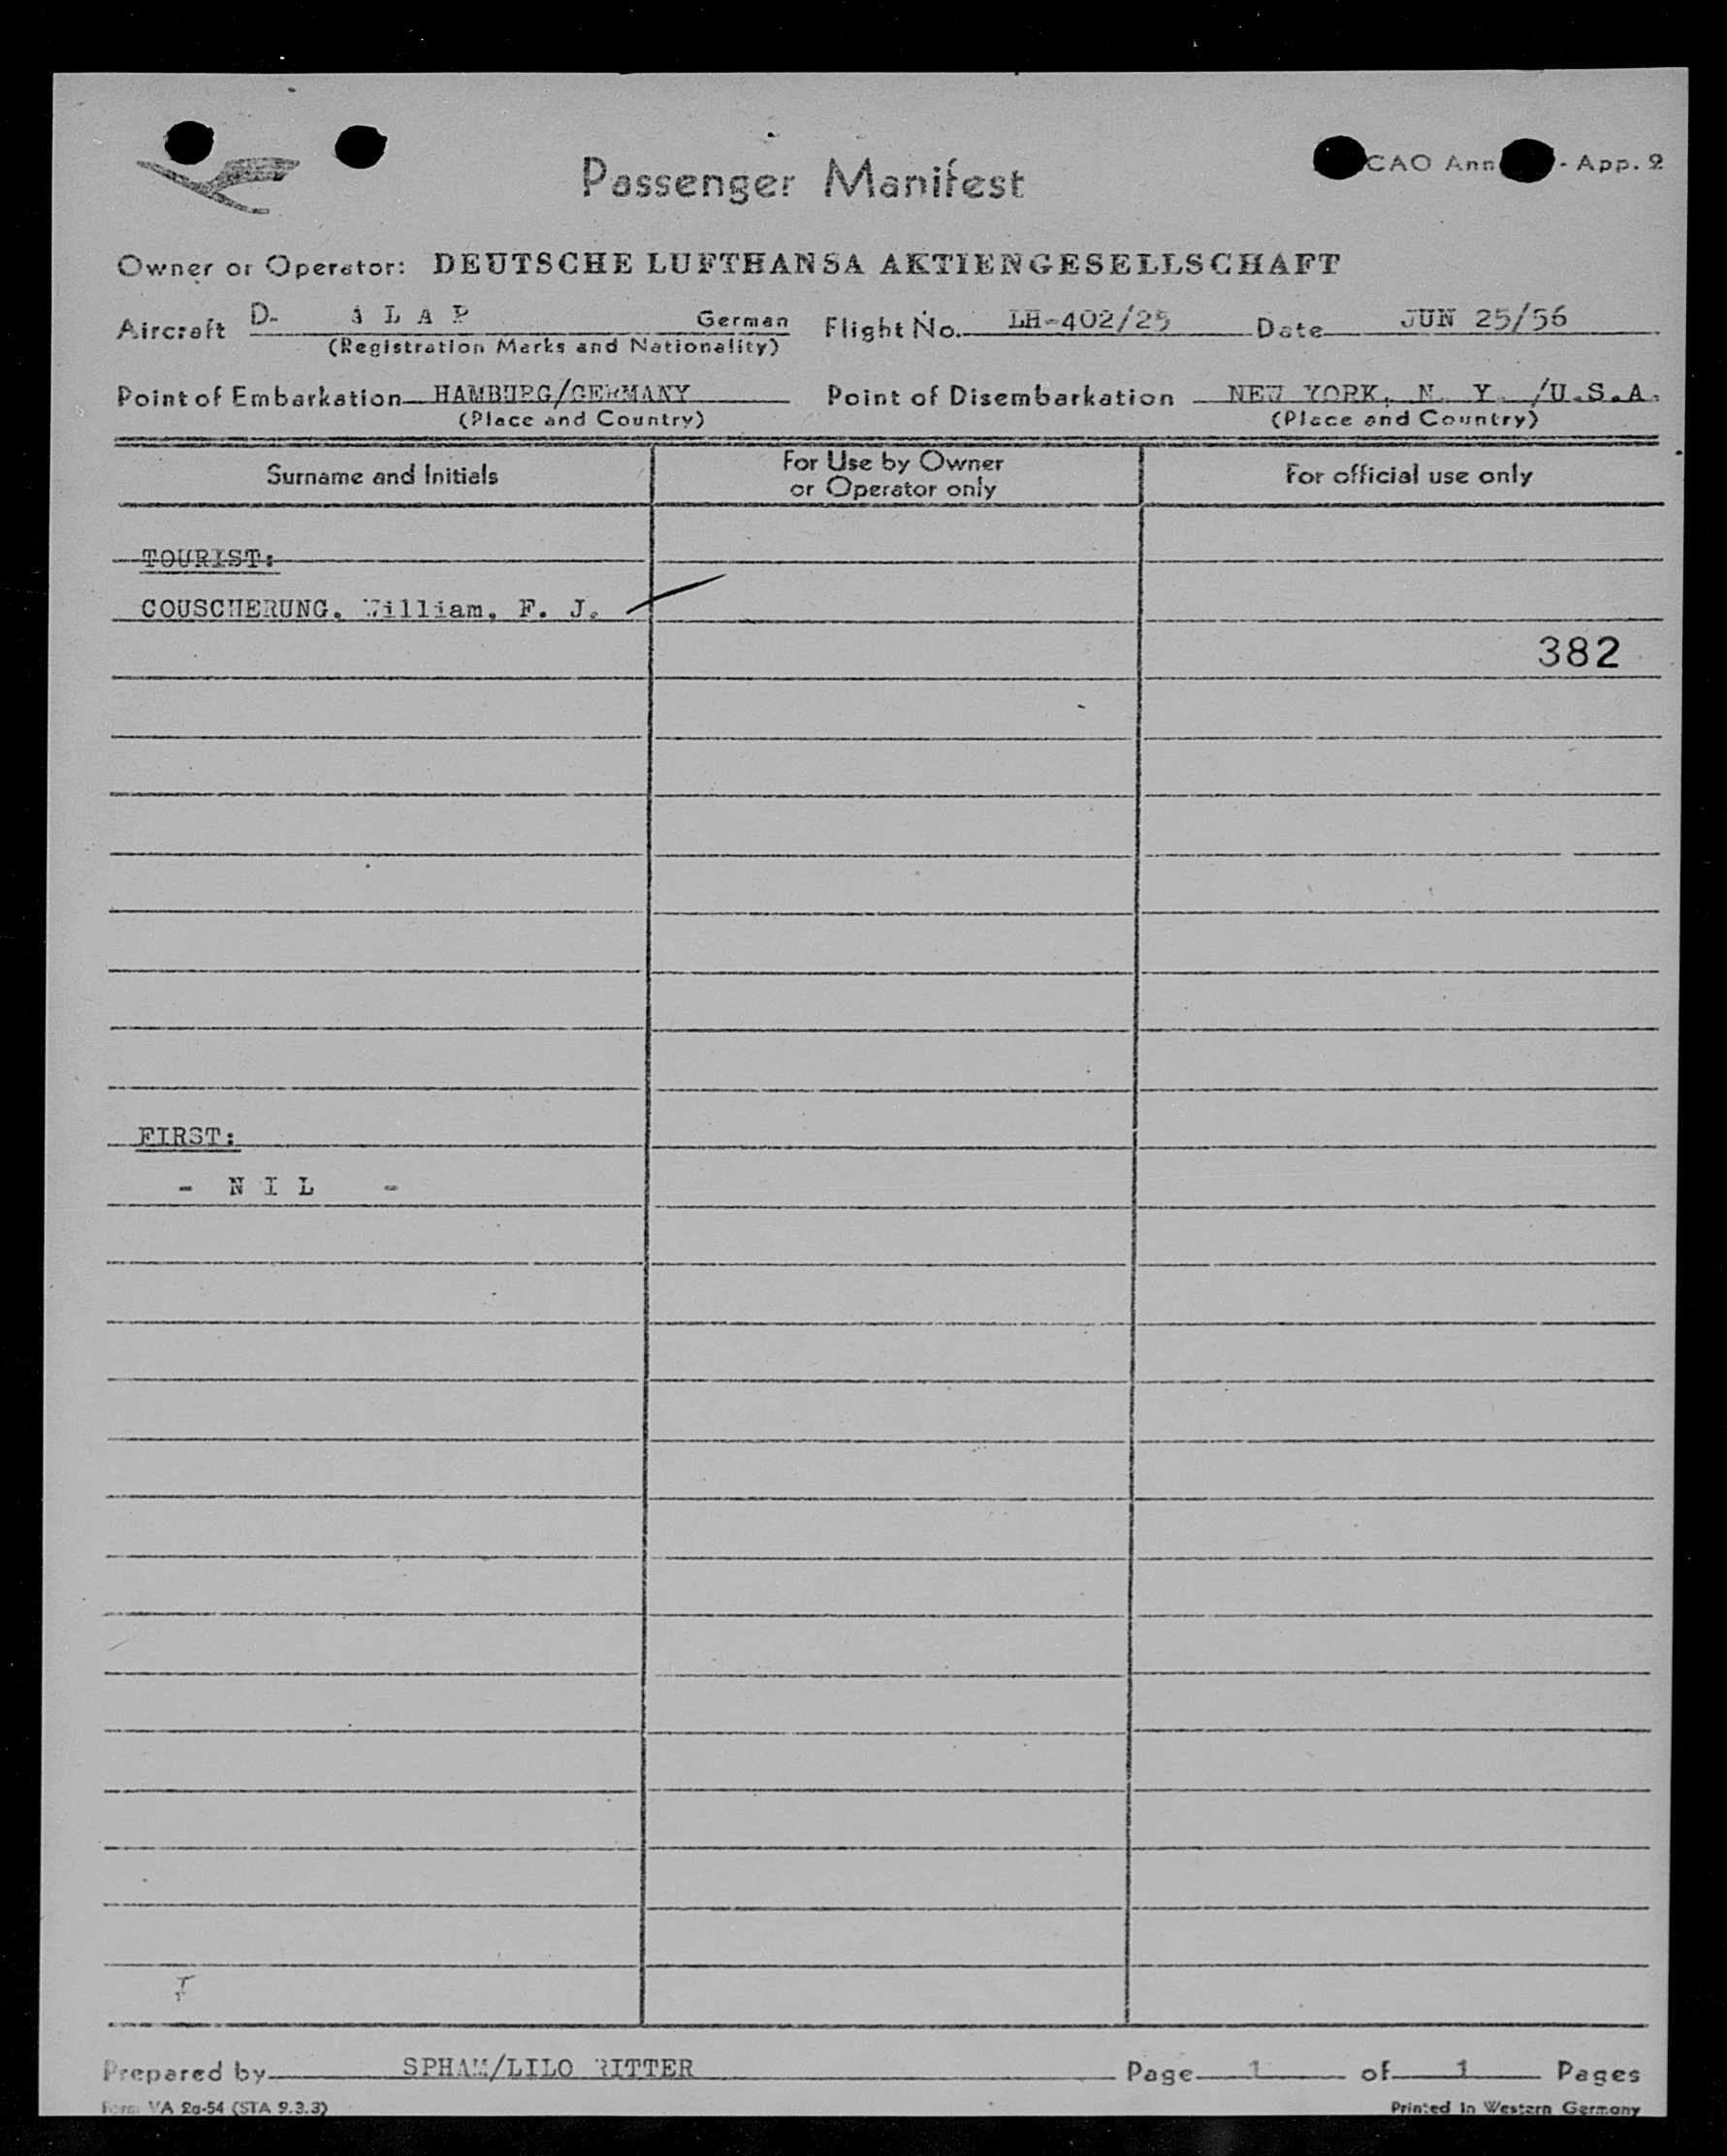 Passenger Manifest
CAO Ann - App. 2
Owner or Operator: DEUTSCHE LUFTHANSA AKTIENGESELLSCHAFT
Aircraft D- A L A P German Flight No. LH-402/25 Date JUN 25/56
(Registration Marks and Nationality)
Point of Embarkation HAMBURG/GERMANY Point of Disembarkation NEW YORK, N. Y. /U.S.A.
(Place and Country) (Place and Country)
Surname and Initials For Use by Owner or Operator only For official use only
TOURIST:
COUSCHERUNG, William, F. J.
382
FIRST:
- N I L -
Prepared by SPHAM/LILO RITTER Page 1 of 1 Pages
Form VA 2a-54 (STA 9.3.3) Printed in Western Germany